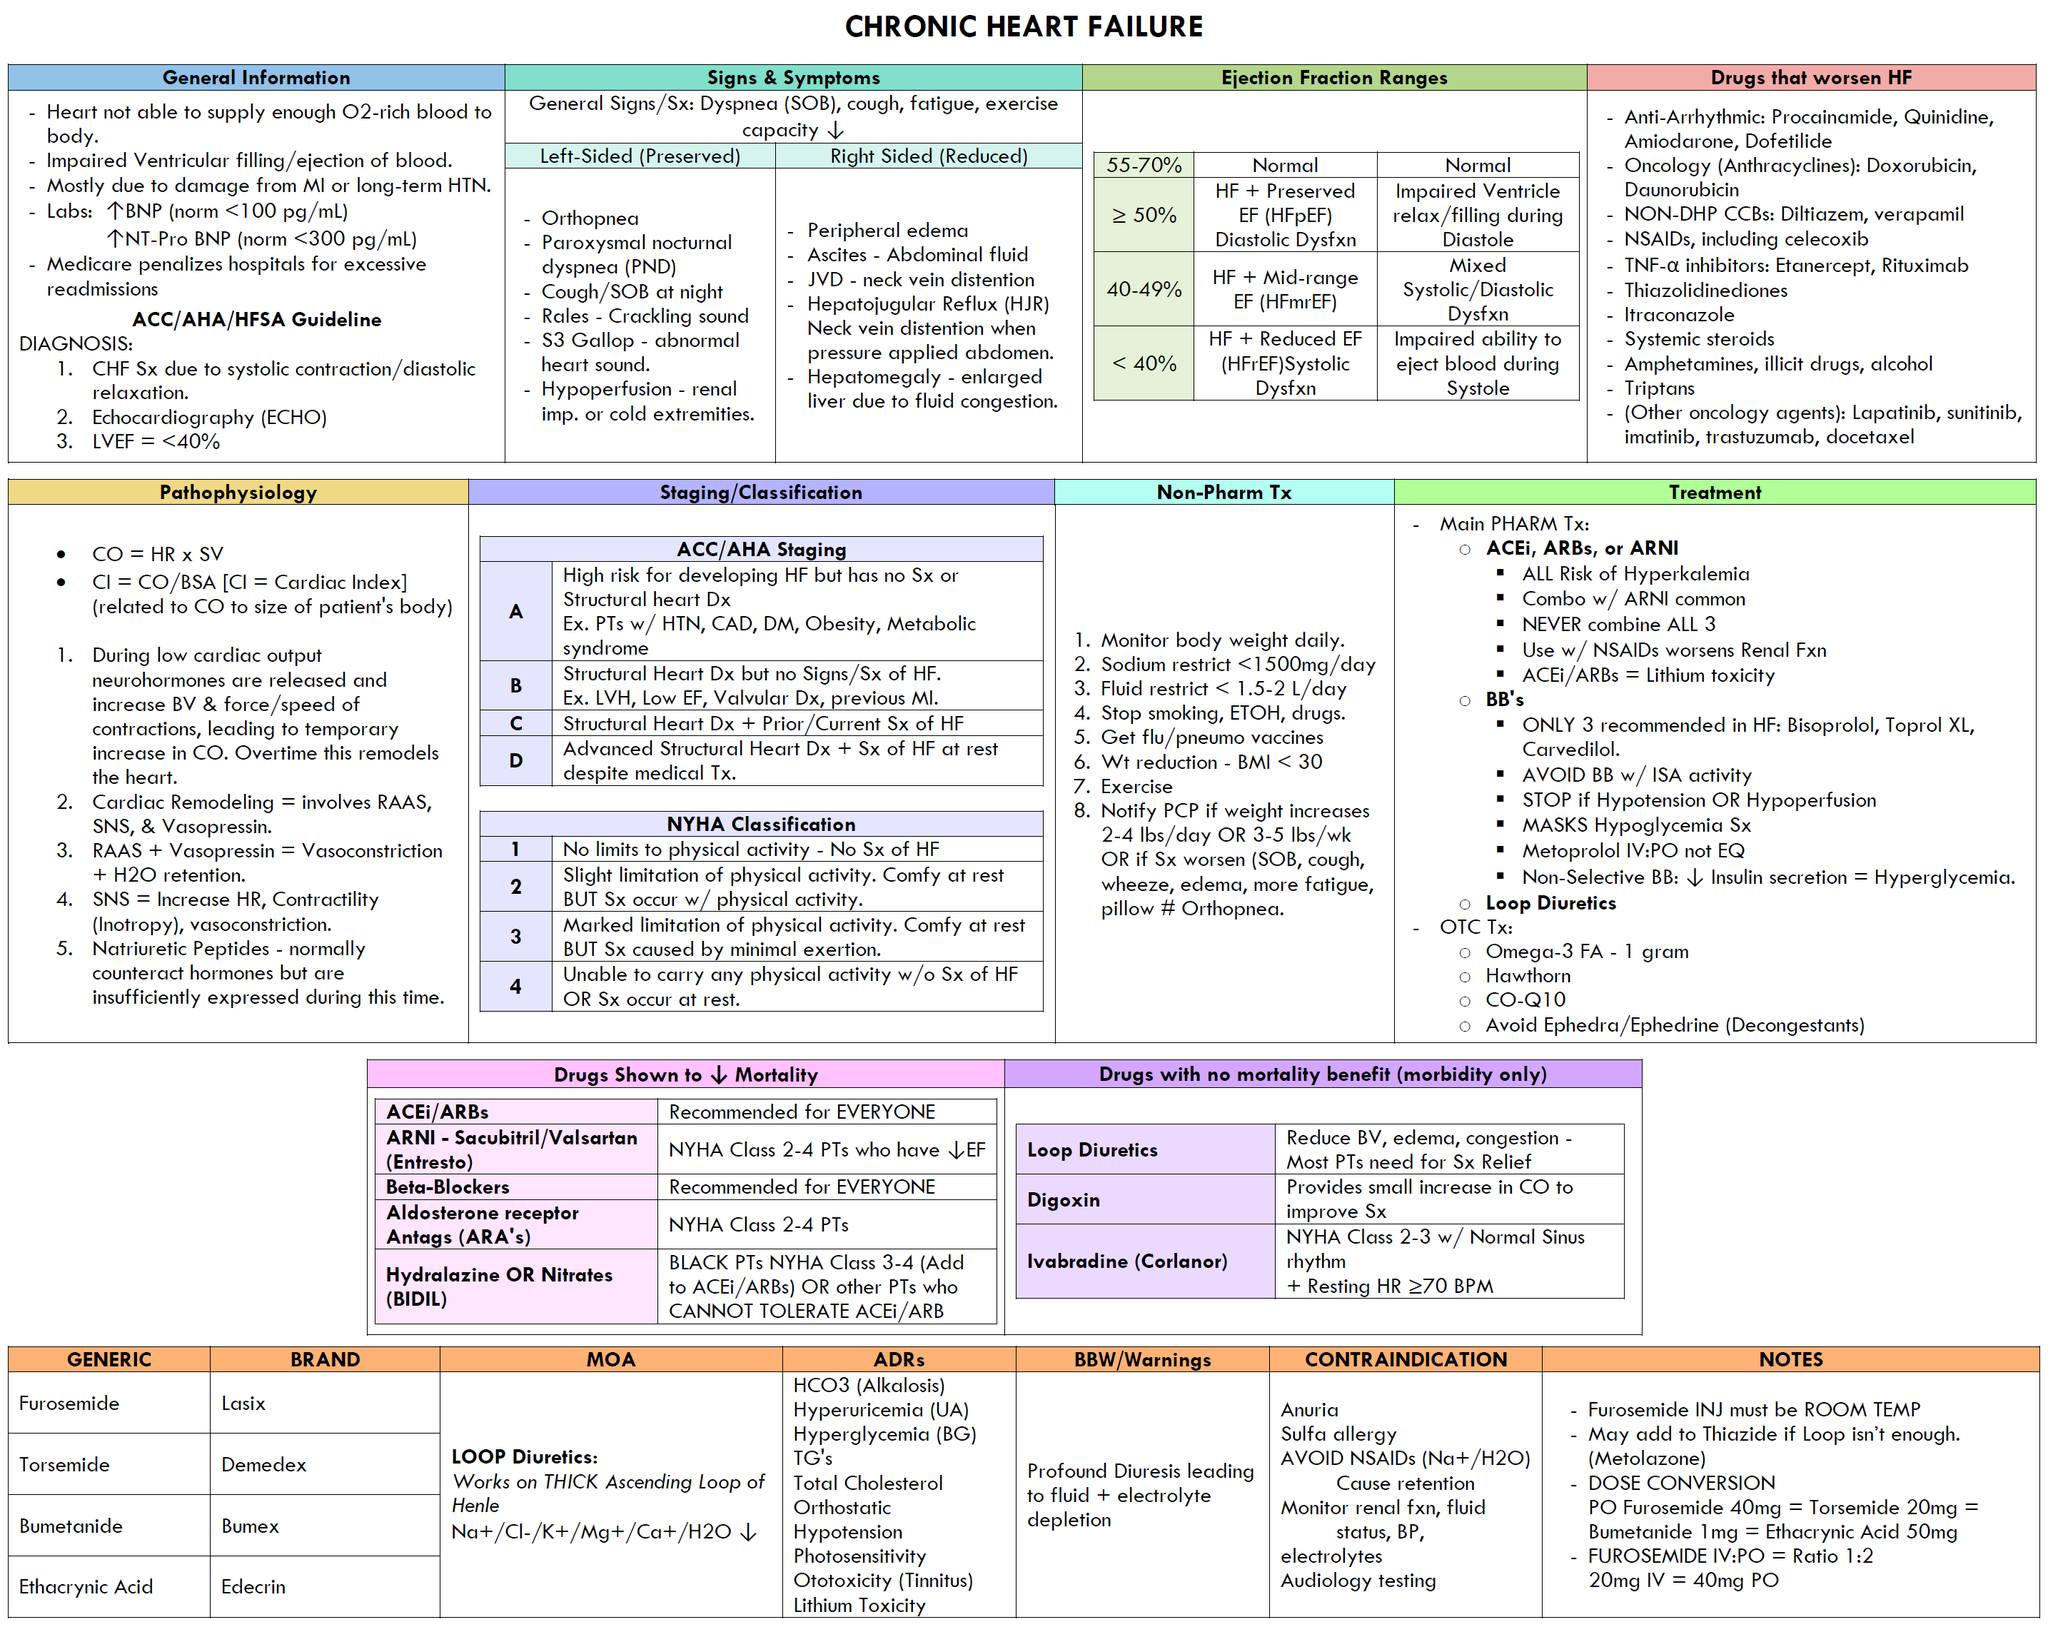 CHRONIC HEART FAILURE
General Information
- Heart not able to supply enough O2-rich blood to
body.
- Impaired Ventricular filling/ejection of blood.
- Mostly due to damage from MI or long-term HTN.
- Labs: ↑BNP (norm <100 pg/mL)
↑NT-Pro BNP (norm <300 pg/mL)
- Medicare penalizes hospitals for excessive
readmissions
ACC/AHA/HFSA Guideline
DIAGNOSIS:
1. CHF Sx due to systolic contraction/diastolic
relaxation.
2. Echocardiography (ECHO)
3. LVEF = <40%
Signs & Symptoms
General Signs/Sx: Dyspnea (SOB), cough, fatigue, exercise
capacity ↓
Left-Sided (Preserved)
- Orthopnea
- Paroxysmal nocturnal
dyspnea (PND)
- Cough/SOB at night
- Rales - Crackling sound
- S3 Gallop - abnormal
heart sound.
- Hypoperfusion - renal
imp. or cold extremities.
Right Sided (Reduced)
- Peripheral edema
- Ascites - Abdominal fluid
- JVD - neck vein distention
- Hepatojugular Reflux (HJR)
Neck vein distention when
pressure applied abdomen.
- Hepatomegaly - enlarged
liver due to fluid congestion.
Ejection Fraction Ranges
55-70%
Normal
Normal
≥ 50%
HF + Preserved
EF (HFpEF)
Diastolic Dysfxn
Impaired Ventricle
relax/filling during
Diastole
40-49%
HF + Mid-range
EF (HFmrEF)
Mixed
Systolic/Diastolic
Dysfxn
< 40%
HF + Reduced EF
(HFrEF)Systolic
Dysfxn
Impaired ability to
eject blood during
Systole
Drugs that worsen HF
- Anti-Arrhythmic: Procainamide, Quinidine,
Amiodarone, Dofetilide
- Oncology (Anthracyclines): Doxorubicin,
Daunorubicin
- NON-DHP CCBs: Diltiazem, verapamil
- NSAIDs, including celecoxib
- TNF-α inhibitors: Etanercept, Rituximab
- Thiazolidinediones
- Itraconazole
- Systemic steroids
- Amphetamines, illicit drugs, alcohol
- Triptans
- (Other oncology agents): Lapatinib, sunitinib,
imatinib, trastuzumab, docetaxel
Pathophysiology
• CO = HR x SV
• CI = CO/BSA [CI = Cardiac Index]
(related to CO to size of patient's body)
1. During low cardiac output
neurohormones are released and
increase BV & force/speed of
contractions, leading to temporary
increase in CO. Overtime this remodels
the heart.
2. Cardiac Remodeling = involves RAAS,
SNS, & Vasopressin.
3. RAAS + Vasopressin = Vasoconstriction
+ H2O retention.
4. SNS = Increase HR, Contractility
(Inotropy), vasoconstriction.
5. Natriuretic Peptides - normally
counteract hormones but are
insufficiently expressed during this time.
Staging/Classification
ACC/AHA Staging
A
High risk for developing HF but has no Sx or
Structural heart Dx
Ex. PTs w/ HTN, CAD, DM, Obesity, Metabolic
syndrome
B
Structural Heart Dx but no Signs/Sx of HF.
Ex. LVH, Low EF, Valvular Dx, previous MI.
C
Structural Heart Dx + Prior/Current Sx of HF
D
Advanced Structural Heart Dx + Sx of HF at rest
despite medical Tx.
NYHA Classification
1
No limits to physical activity - No Sx of HF
2
Slight limitation of physical activity. Comfy at rest
BUT Sx occur w/ physical activity.
3
Marked limitation of physical activity. Comfy at rest
BUT Sx caused by minimal exertion.
4
Unable to carry any physical activity w/o Sx of HF
OR Sx occur at rest.
Non-Pharm Tx
1. Monitor body weight daily.
2. Sodium restrict <1500mg/day
3. Fluid restrict < 1.5-2 L/day
4. Stop smoking, ETOH, drugs.
5. Get flu/pneumo vaccines
6. Wt reduction - BMI < 30
7. Exercise
8. Notify PCP if weight increases
2-4 lbs/day OR 3-5 lbs/wk
OR if Sx worsen (SOB, cough,
wheeze, edema, more fatigue,
pillow # Orthopnea.
Treatment
- Main PHARM Tx:
○ ACEi, ARBs, or ARNI
▪ ALL Risk of Hyperkalemia
▪ Combo w/ ARNI common
▪ NEVER combine ALL 3
▪ Use w/ NSAIDs worsens Renal Fxn
▪ ACEi/ARBs = Lithium toxicity
○ BB's
▪ ONLY 3 recommended in HF: Bisoprolol, Toprol XL,
Carvedilol.
▪ AVOID BB w/ ISA activity
▪ STOP if Hypotension OR Hypoperfusion
▪ MASKS Hypoglycemia Sx
▪ Metoprolol IV:PO not EQ
▪ Non-Selective BB: ↓ Insulin secretion = Hyperglycemia.
○ Loop Diuretics
- OTC Tx:
○ Omega-3 FA - 1 gram
○ Hawthorn
○ CO-Q10
○ Avoid Ephedra/Ephedrine (Decongestants)
Drugs Shown to ↓ Mortality
ACEi/ARBs
Recommended for EVERYONE
ARNI - Sacubitril/Valsartan
(Entresto)
NYHA Class 2-4 PTs who have ↓EF
Beta-Blockers
Recommended for EVERYONE
Aldosterone receptor
Antags (ARA's)
NYHA Class 2-4 PTs
Hydralazine OR Nitrates
(BIDIL)
BLACK PTs NYHA Class 3-4 (Add
to ACEi/ARBs) OR other PTs who
CANNOT TOLERATE ACEi/ARB
Drugs with no mortality benefit (morbidity only)
Loop Diuretics
Reduce BV, edema, congestion -
Most PTs need for Sx Relief
Digoxin
Provides small increase in CO to
improve Sx
Ivabradine (Corlanor)
NYHA Class 2-3 w/ Normal Sinus
rhythm
+ Resting HR ≥70 BPM
GENERIC
BRAND
MOA
ADRs
BBW/Warnings
CONTRAINDICATION
NOTES
Furosemide
Lasix
Torsemide
Demedex
Bumetanide
Bumex
Ethacrynic Acid
Edecrin
LOOP Diuretics:
Works on THICK Ascending Loop of
Henle
Na+/Cl-/K+/Mg+/Ca+/H2O ↓
HCO3 (Alkalosis)
Hyperuricemia (UA)
Hyperglycemia (BG)
TG's
Total Cholesterol
Orthostatic
Hypotension
Photosensitivity
Ototoxicity (Tinnitus)
Lithium Toxicity
Profound Diuresis leading
to fluid + electrolyte
depletion
Anuria
Sulfa allergy
AVOID NSAIDs (Na+/H2O)
Cause retention
Monitor renal fxn, fluid
status, BP,
electrolytes
Audiology testing
- Furosemide INJ must be ROOM TEMP
- May add to Thiazide if Loop isn't enough.
(Metolazone)
- DOSE CONVERSION
PO Furosemide 40mg = Torsemide 20mg =
Bumetanide 1mg = Ethacrynic Acid 50mg
- FUROSEMIDE IV:PO = Ratio 1:2
20mg IV = 40mg PO